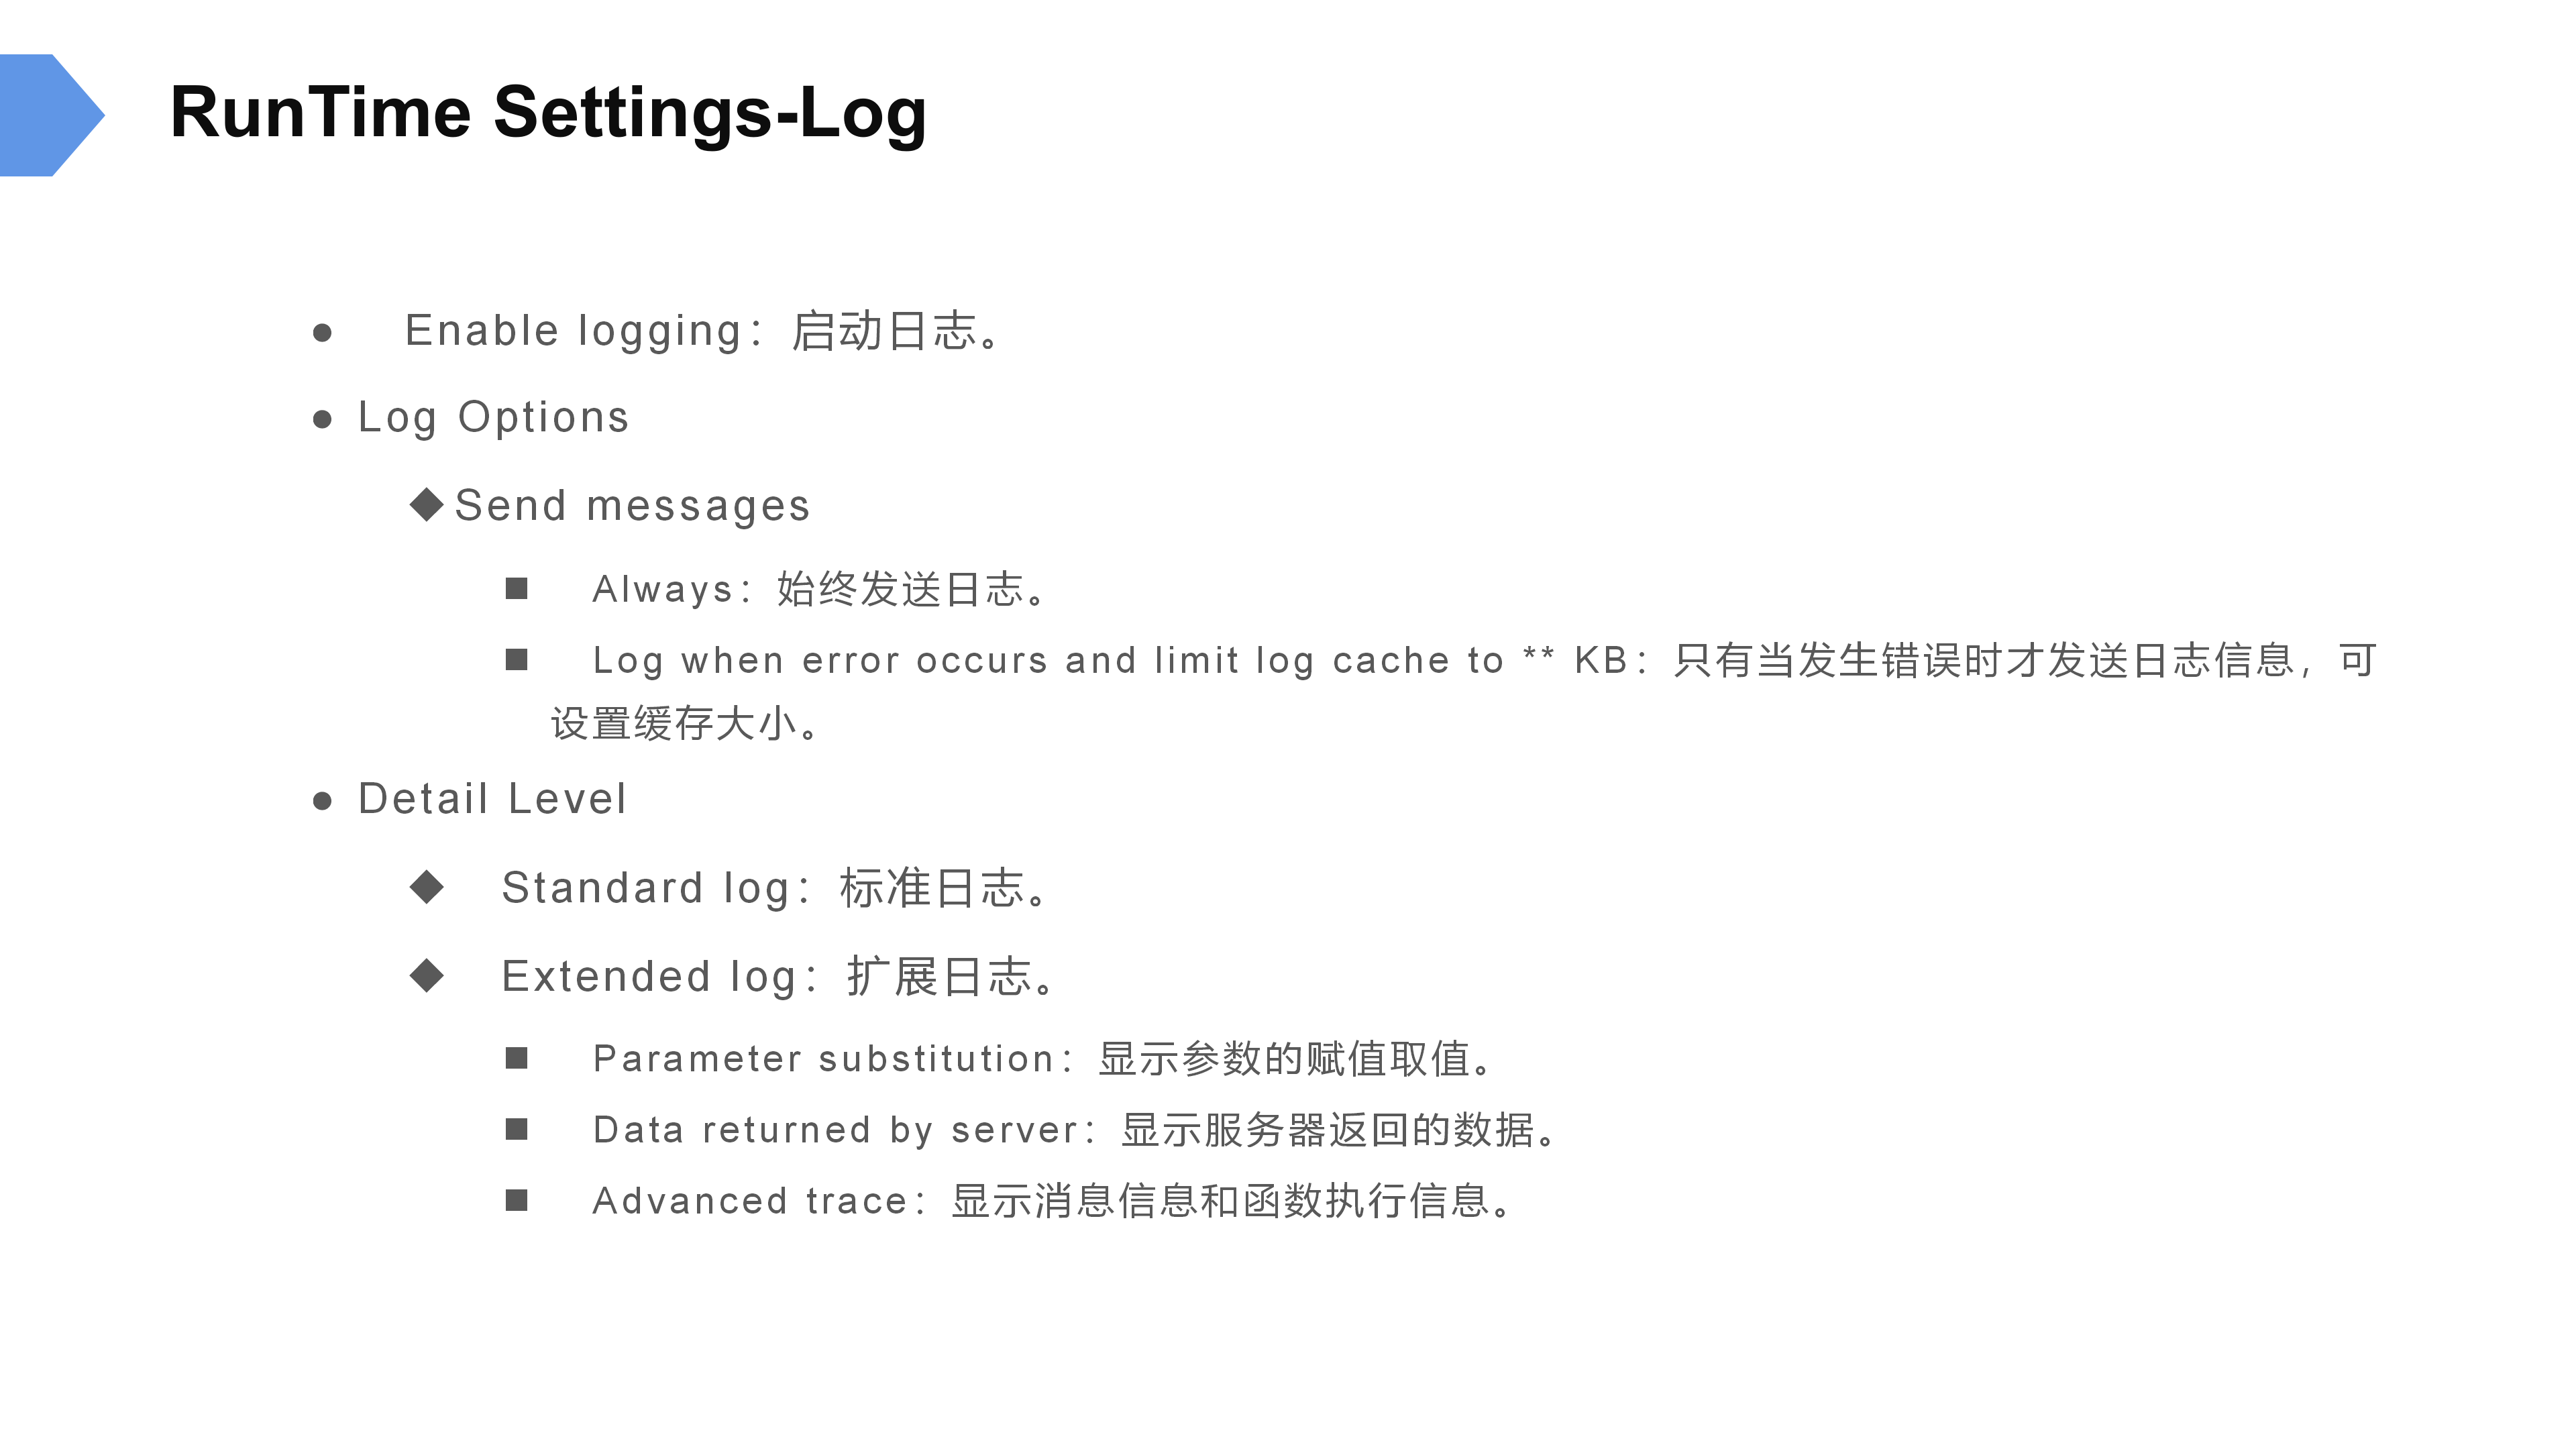 RunTime Settings-Log
● Enable logging：启动日志。
● Log Options
◆Send messages
■ Always：始终发送日志。
■ Log when error occurs and limit log cache to ** KB：只有当发生错误时才发送日志信息，可
设置缓存大小。
● Detail Level
◆ Standard log：标准日志。
◆ Extended log：扩展日志。
■ Parameter substitution：显示参数的赋值取值。
■ Data returned by server：显示服务器返回的数据。
■ Advanced trace：显示消息信息和函数执行信息。